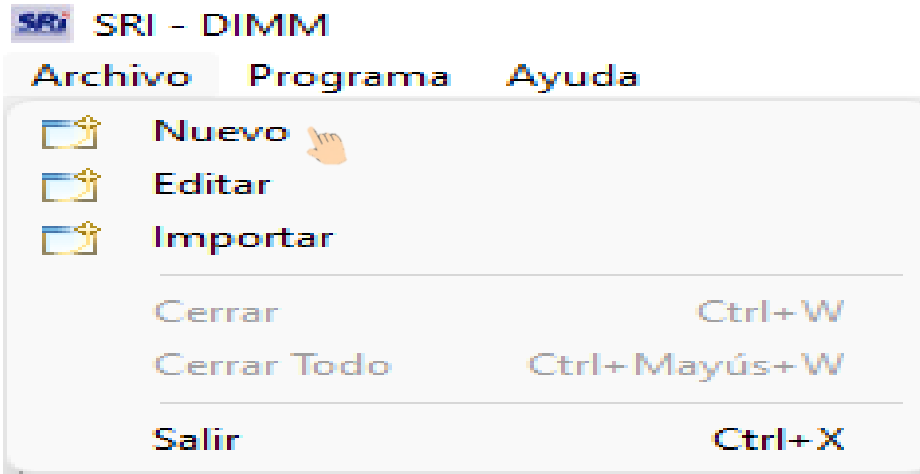 SRi SRI - DIMM
Archivo Programa Ayuda
Nuevo
Editar
Importar
Cerrar Ctrl+W
Cerrar Todo Ctrl+Mayús+W
Salir Ctrl+X